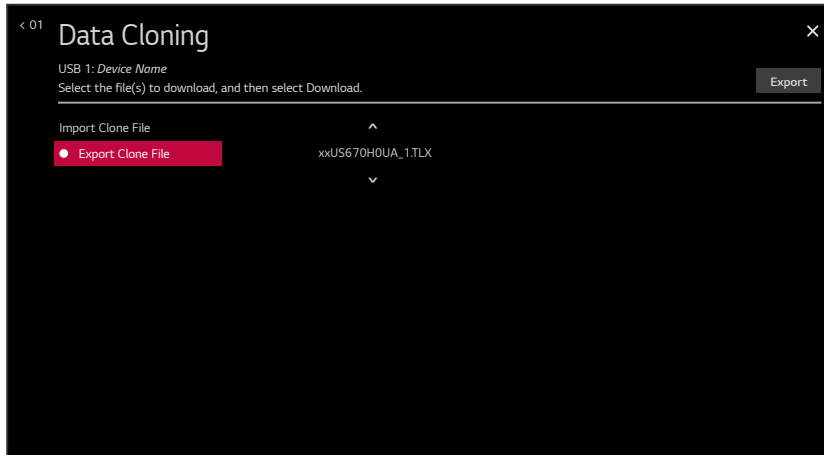 < 01
Data Cloning
USB 1: Device Name
Select the file(s) to download, and then select Download.
Export
Import Clone File
Export Clone File
xxUS670H0UA_1.TLX